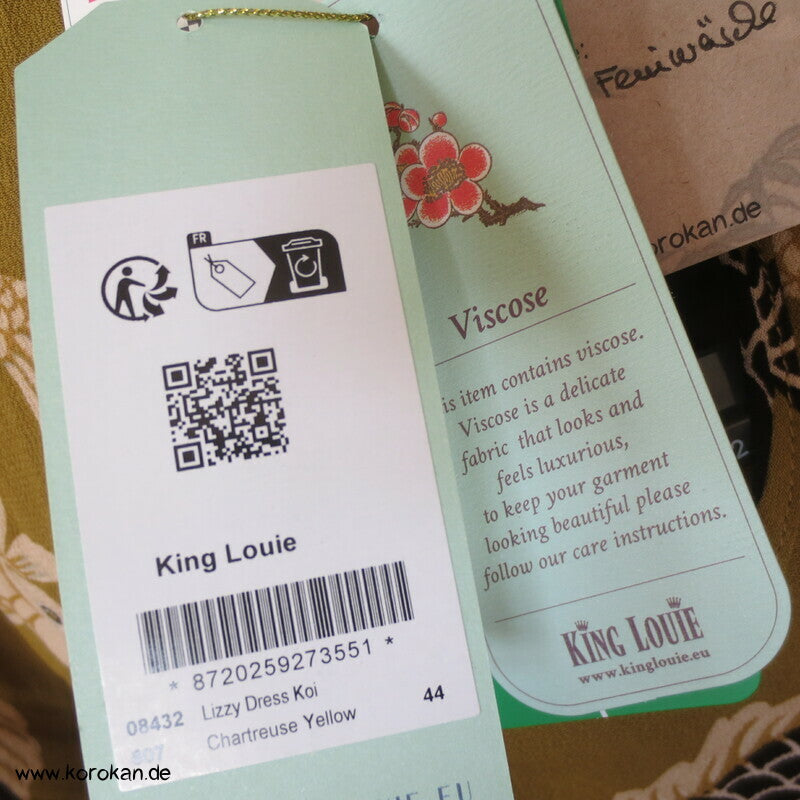 FR
King Louie
* 8720259273551 *
08432 Lizzy Dress Koi 44
807 Chartreuse Yellow
Viscose
is item contains viscose.
Viscose is a delicate
fabric that looks and
feels luxurious,
to keep your garment
looking beautiful please
follow our care instructions.
KING LOUIE
www.kinglouie.eu
Feinwäsche
orokan.de
2
www.korokan.de